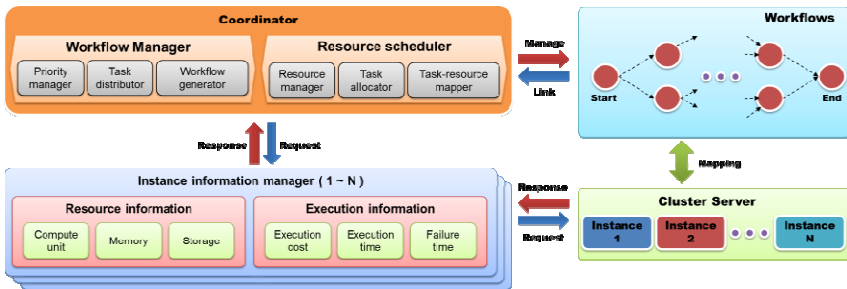 Coordinator
Workflow Manager
Priority
manager
Task
distributor
Workflow
generator
Resource scheduler
Resource
manager
Task
allocator
Task-resource
mapper
Manage
Link
Workflows
Start
End
Response
Request
Mapping
Instance information manager ( 1 ~ N )
Resource information
Compute
unit
Memory
Storage
Execution information
Execution
cost
Execution
time
Failure
time
Response
Request
Cluster Server
Instance
1
Instance
2
Instance
N